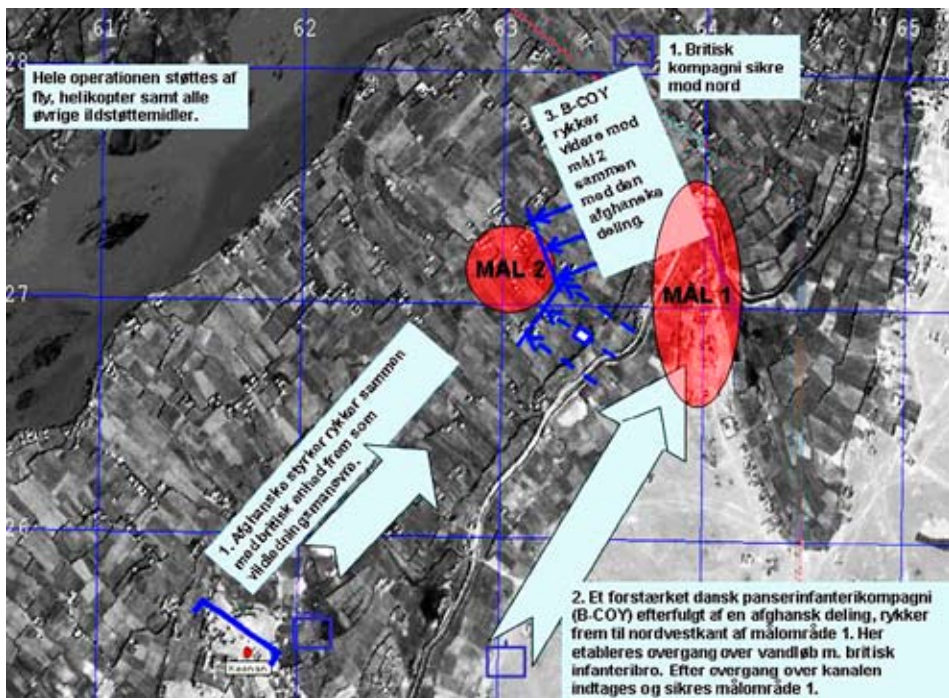 61
62
63
64
65
28
Hele operationen støttes af
fly, helikopter samt alle
øvrige ildstøttemidler.
1. Britisk
kompagni sikre
mod nord
3. B-COY
rykker
videre mod
mål 2
sammen
med den
afghanske
deling.
MÅL 2
MÅL 1
27
1. Afghanske styrker rykker sammen
med britisk enhed frem som
vildledningsmanøvre.
26
2. Et forstærket dansk panserinfanterikompagni
(B-COY) efterfulgt af en afghansk deling, rykker
frem til nordvestkant af målområde 1. Her
etableres overgang over vandløb m. britisk
infanteribro. Efter overgang over kanalen
indtages og sikres målområde 1.